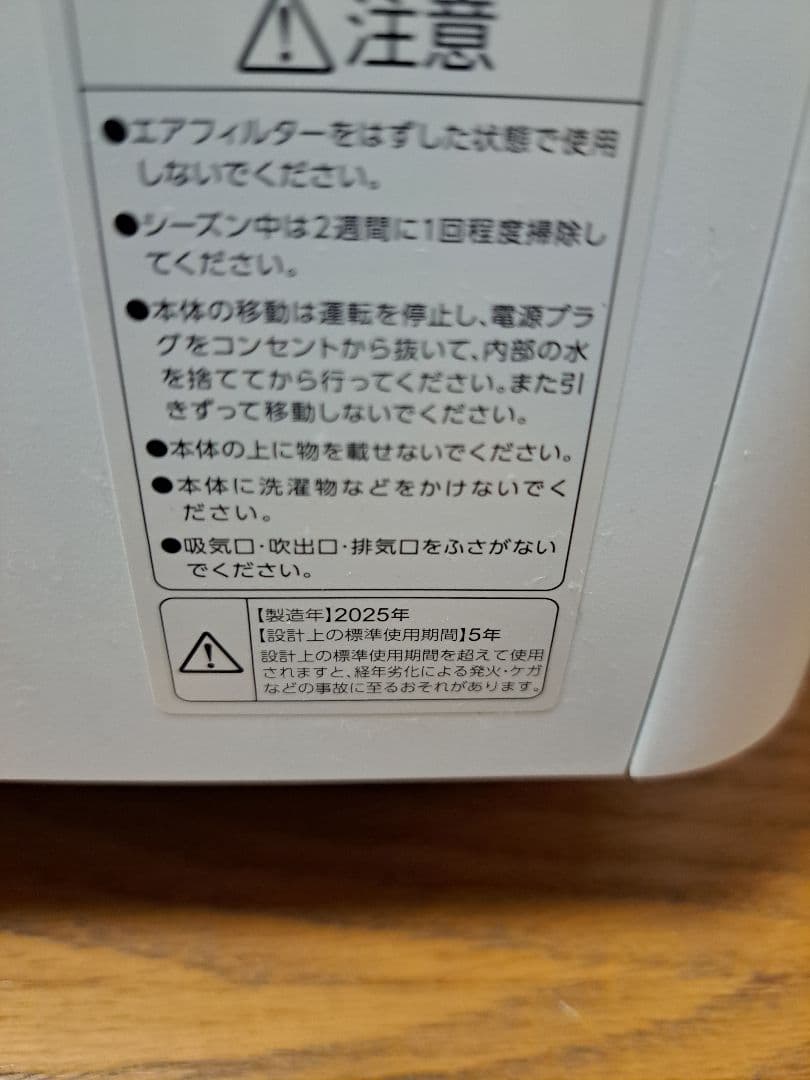 注意
●エアフィルターをはずした状態で使用
しないでください。
●シーズン中は2週間に1回程度掃除し
てください。
●本体の移動は運転を停止し、電源プラ
グをコンセントから抜いて、内部の水
を捨ててから行ってください。また引
きずって移動しないでください。
●本体の上に物を載せないでください。
●本体に洗濯物などをかけないでく
ださい。
●吸気口・吹出口・排気口をふさがない
でください。
【製造年】2025年
【設計上の標準使用期間】5年
設計上の標準使用期間を超えて使用
されますと、経年劣化による発火・ケガ
などの事故に至るおそれがあります。